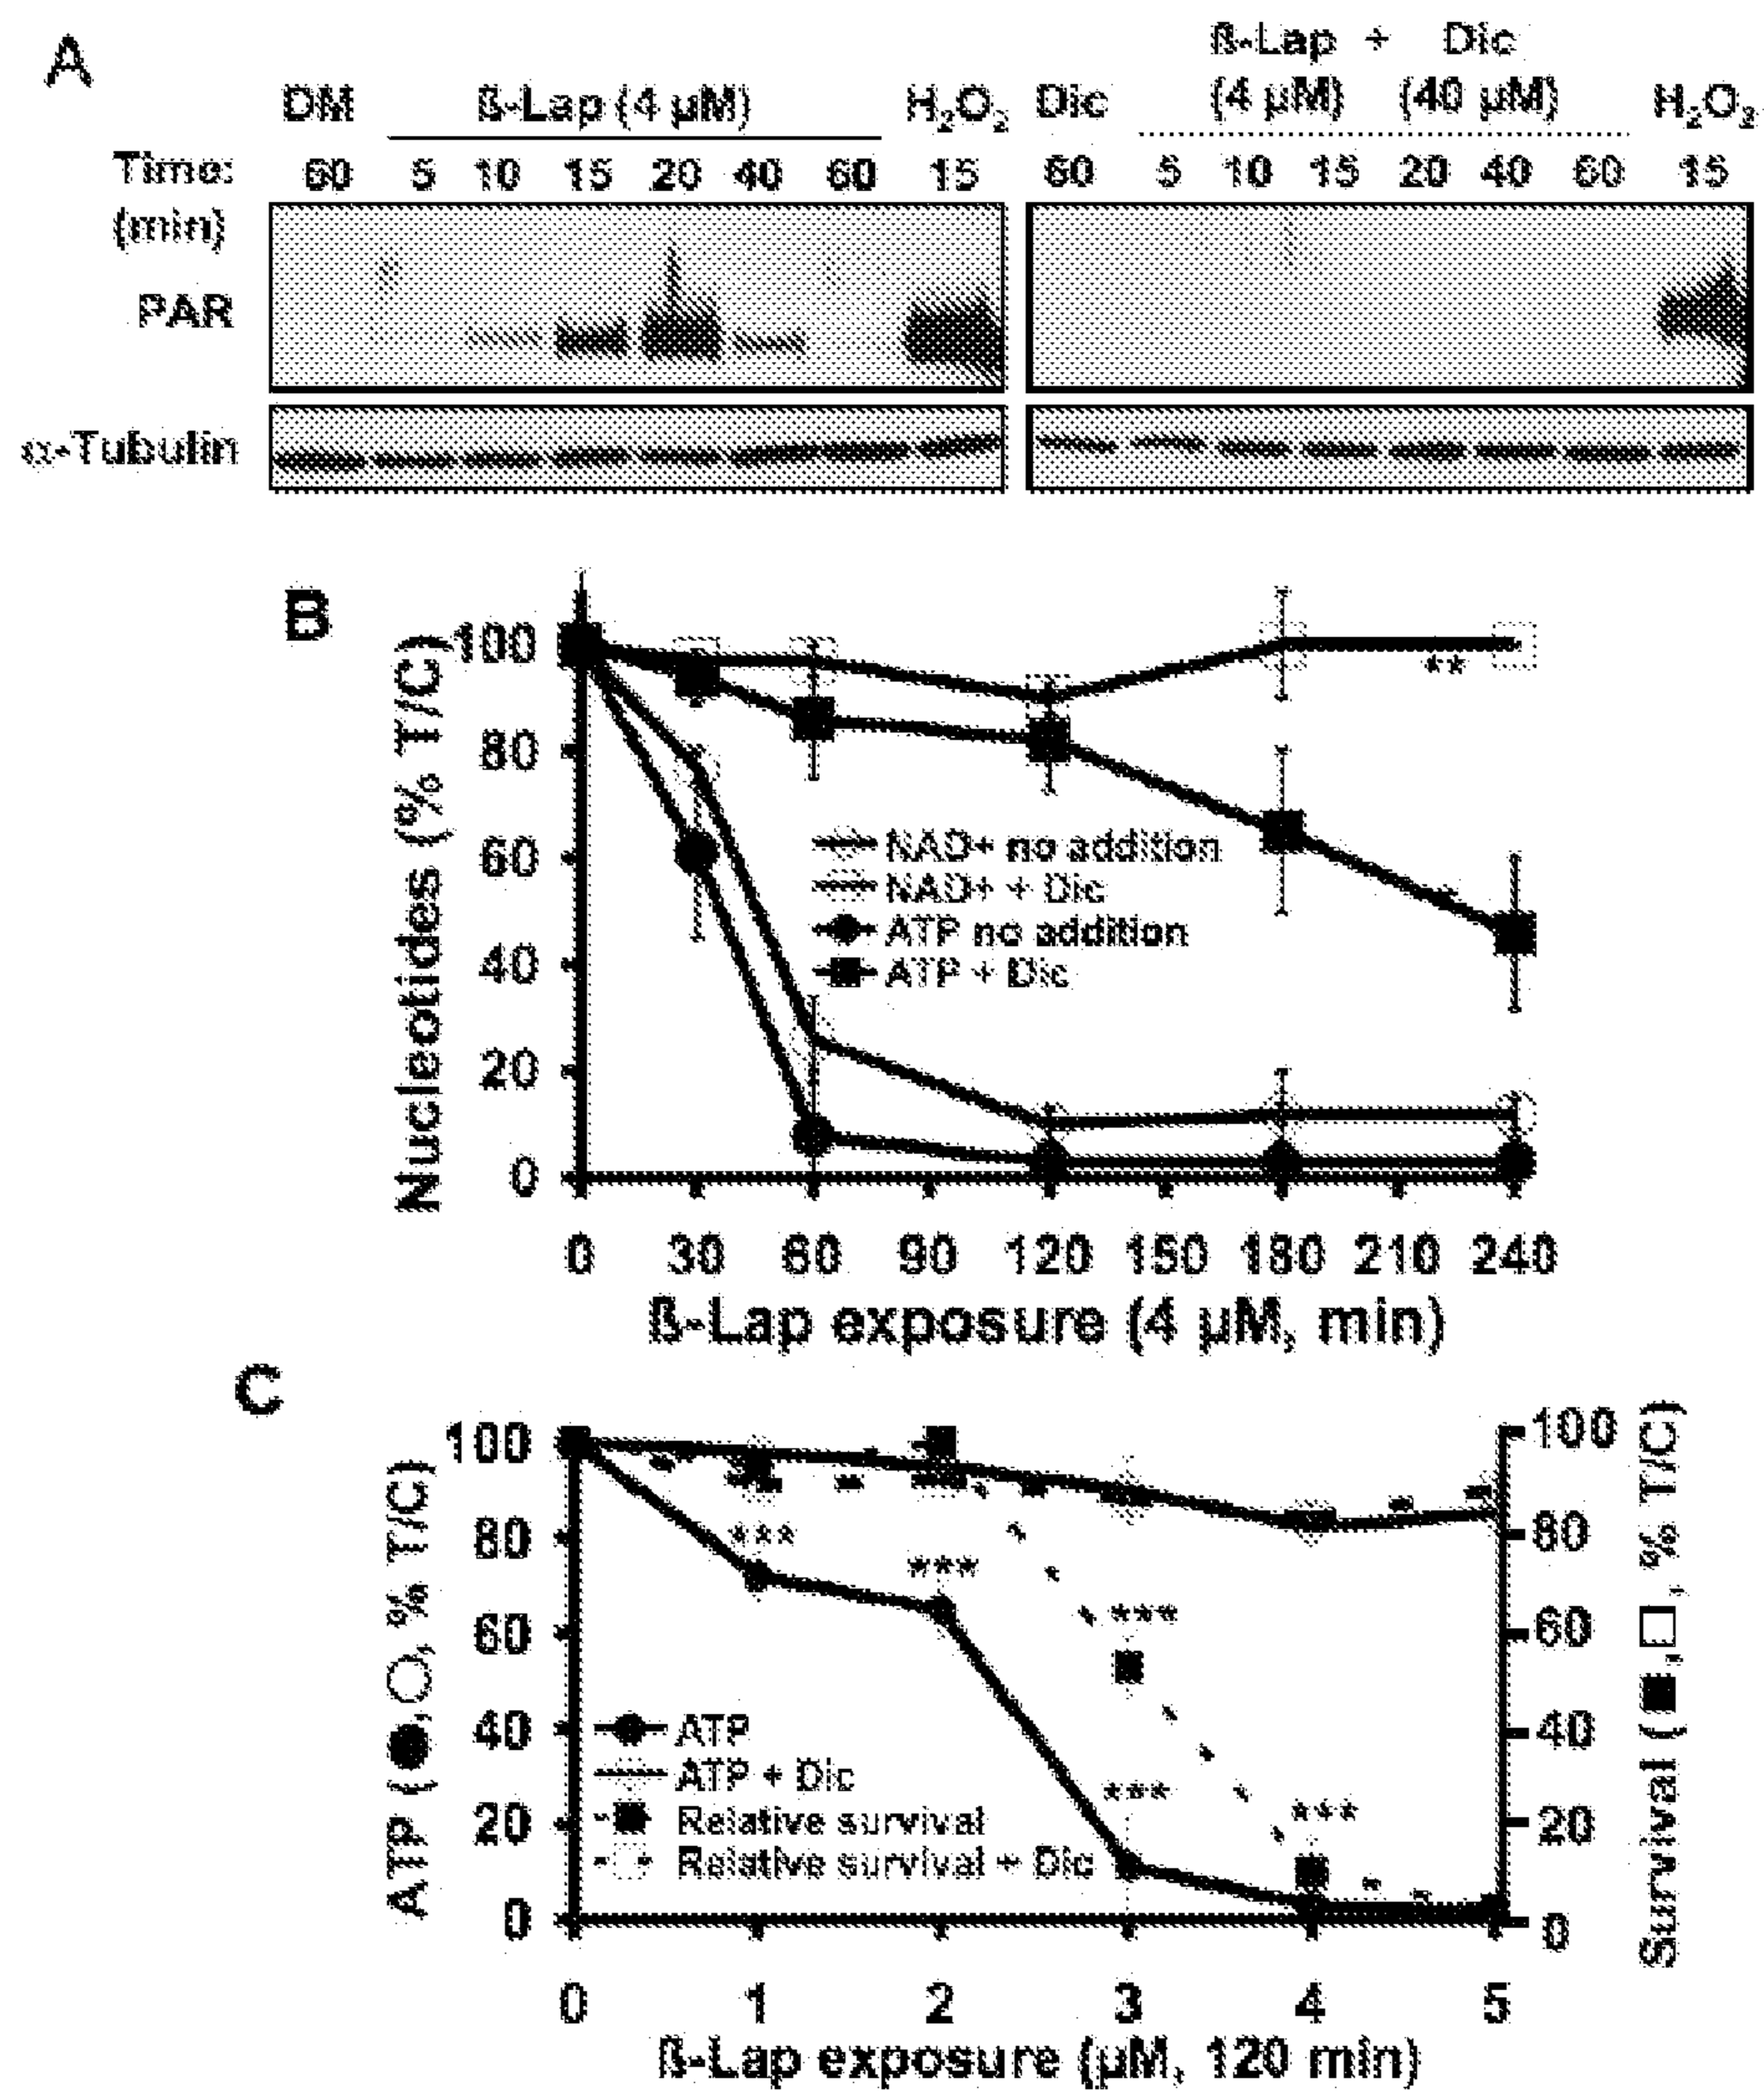 A
ß-Lap + Dic
DM ß-Lap (4 µM) H₂O₂ Dic (4 µM) (40 µM) H₂O₂
Time: 60 5 10 15 20 40 60 15 60 5 10 15 20 40 60 15
(min)
PAR
α-Tubulin
B
Nucleotides (% T/C)
100
80
60
40
20
0
**
NAD+ no addition
NAD+ + Dic
ATP no addition
ATP + Dic
0 30 60 90 120 150 180 210 240
ß-Lap exposure (4 µM, min)
C
ATP (●,○, % T/C)
100
80
60
40
20
0
***
***
***
***
***
ATP
ATP + Dic
Relative survival
Relative survival + Dic
100
80
60
40
20
0
Survival (■,□, % T/C)
0 1 2 3 4 5
ß-Lap exposure (µM, 120 min)